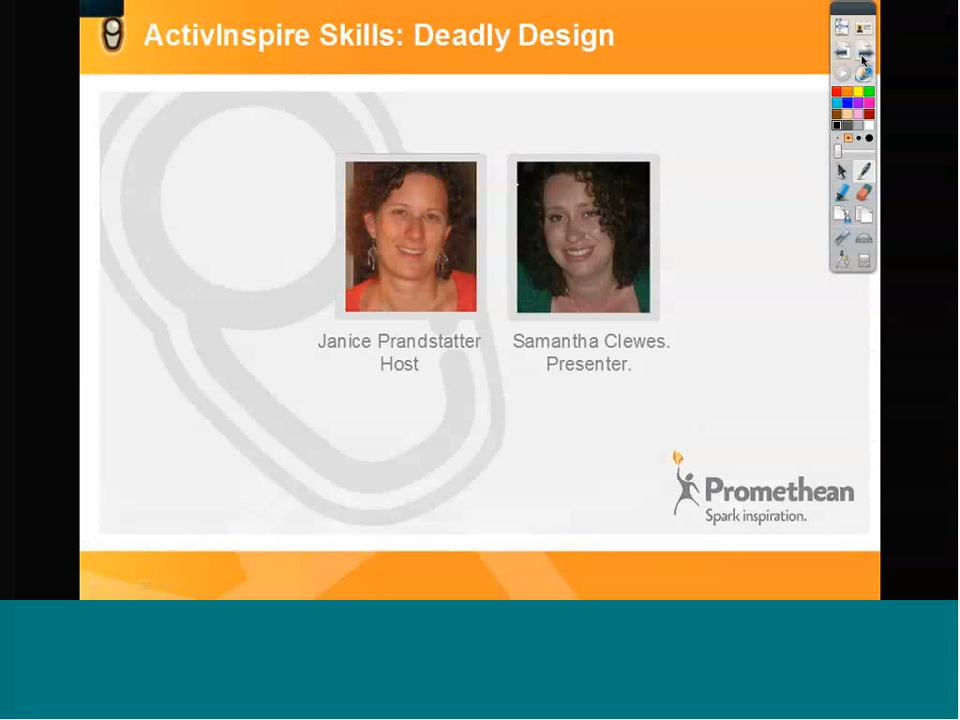 ActivInspire Skills: Deadly Design
Janice Prandstatter
Host
Samantha Clewes.
Presenter.
Promethean
Spark inspiration.